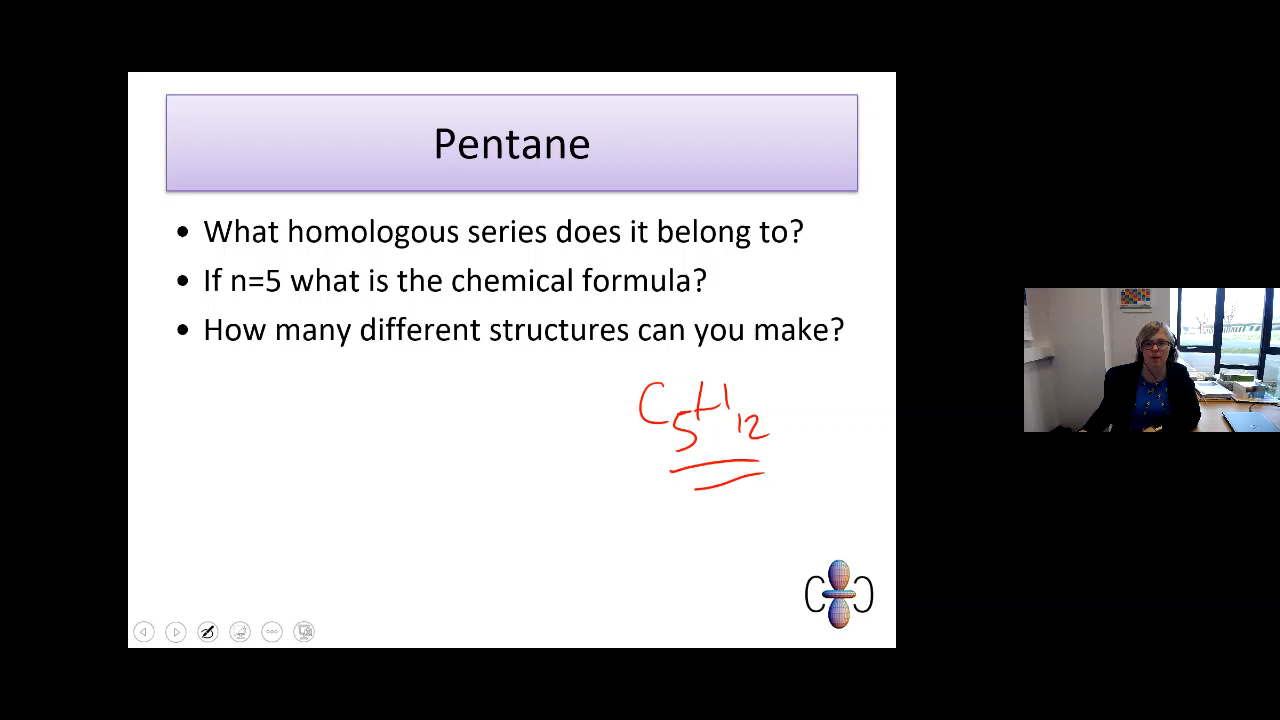 Pentane
• What homologous series does it belong to?
• If n=5 what is the chemical formula?
• How many different structures can you make?
C5H12